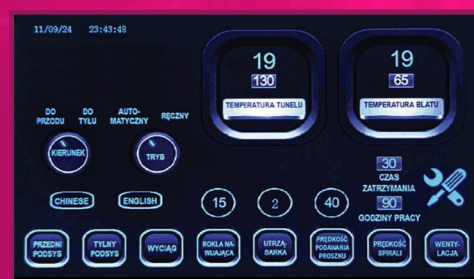 11/09/24 23:43:48
19
130
TEMPERATURA TUNELU
19
65
TEMPERATURA BLATU
DO PRZODU
DO TYŁU
AUTO-
MATYCZNY
RĘCZNY
KIERUNEK
TRYB
30
CZAS
ZATRZYMANIA
90
GODZINY PRACY
CHINESE
ENGLISH
15
2
40
PRZEDNI
PODSYS
TYLNY
PODSYS
WYCIĄG
ROLKA NA-
WIJAJĄCA
UTRZĄ-
SARKA
PRĘDKOŚĆ
PODAWANIA
PROSZKU
PRĘDKOŚĆ
SPIRALI
WENTY-
LACJA